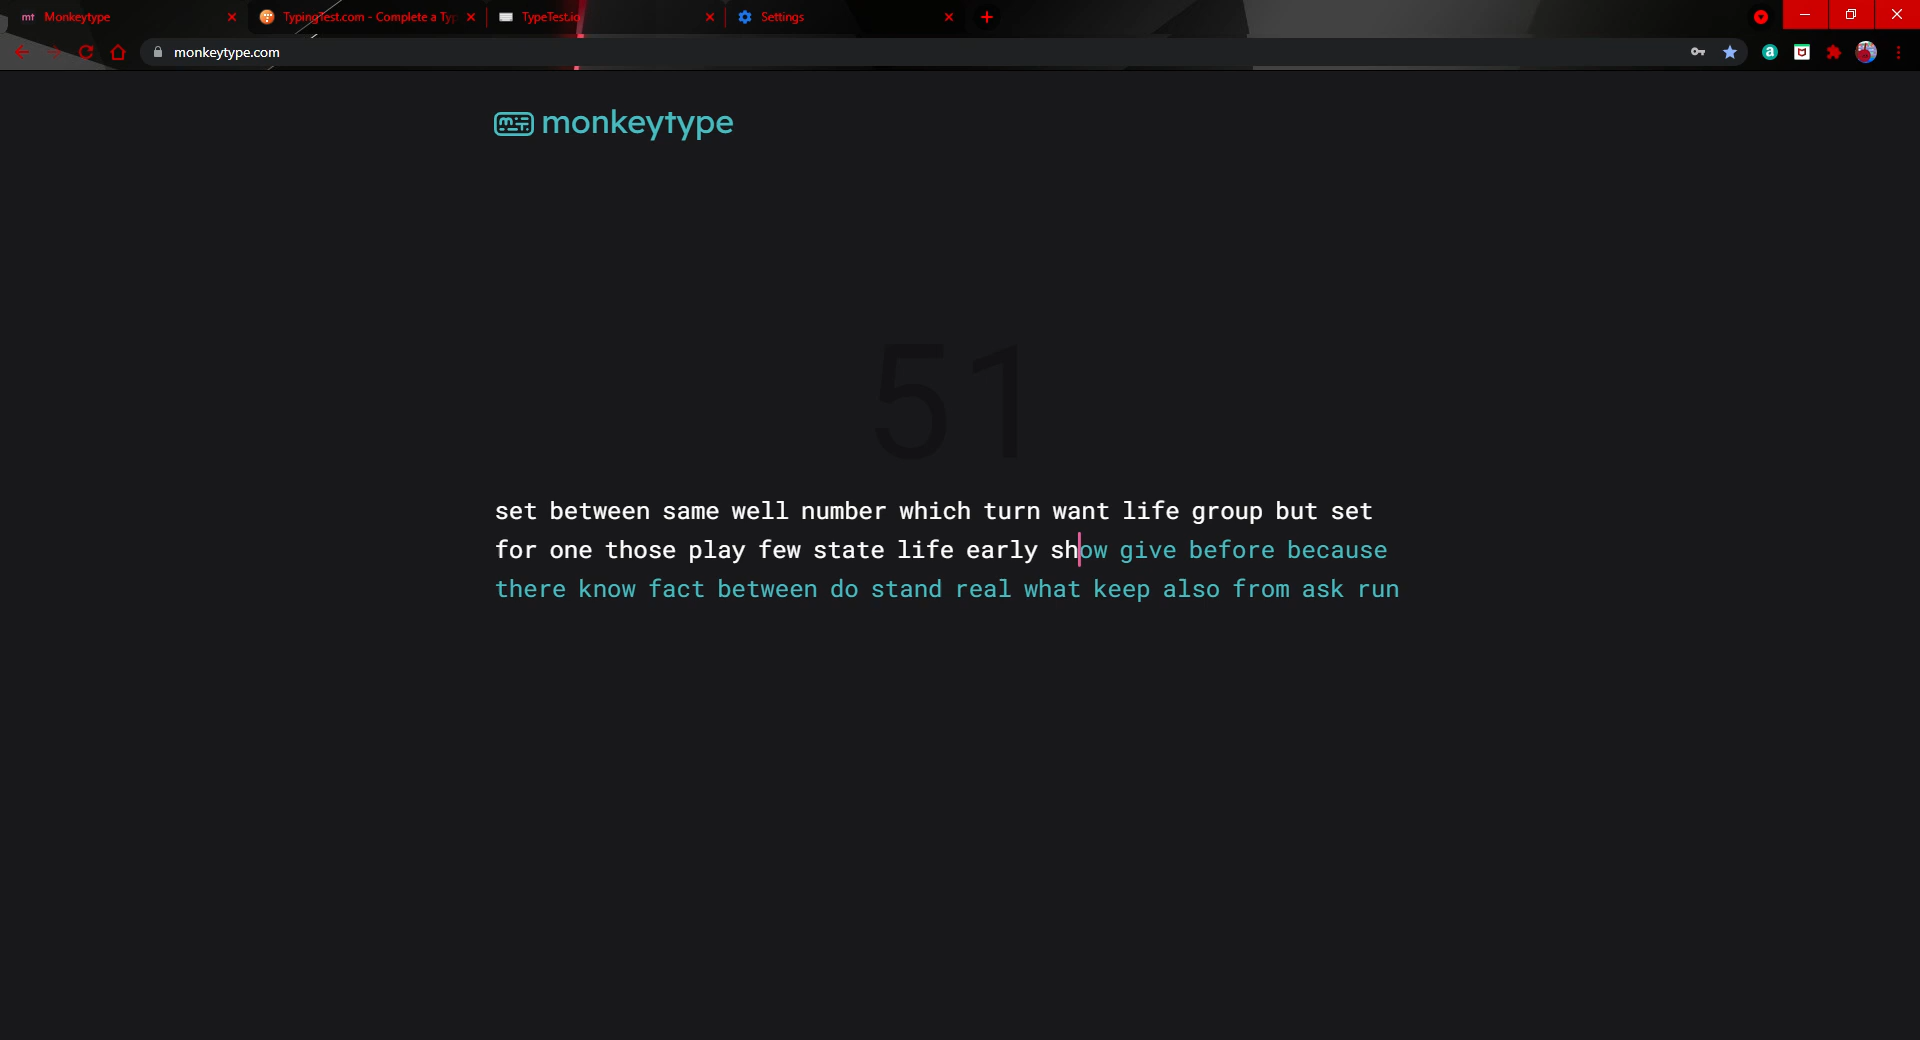 mt Monkeytype
TypingTest.com - Complete a Typ
TypeTest.io
Settings
monkeytype.com
monkeytype
51
set between same well number which turn want life group but set
for one those play few state life early show give before because
there know fact between do stand real what keep also from ask run